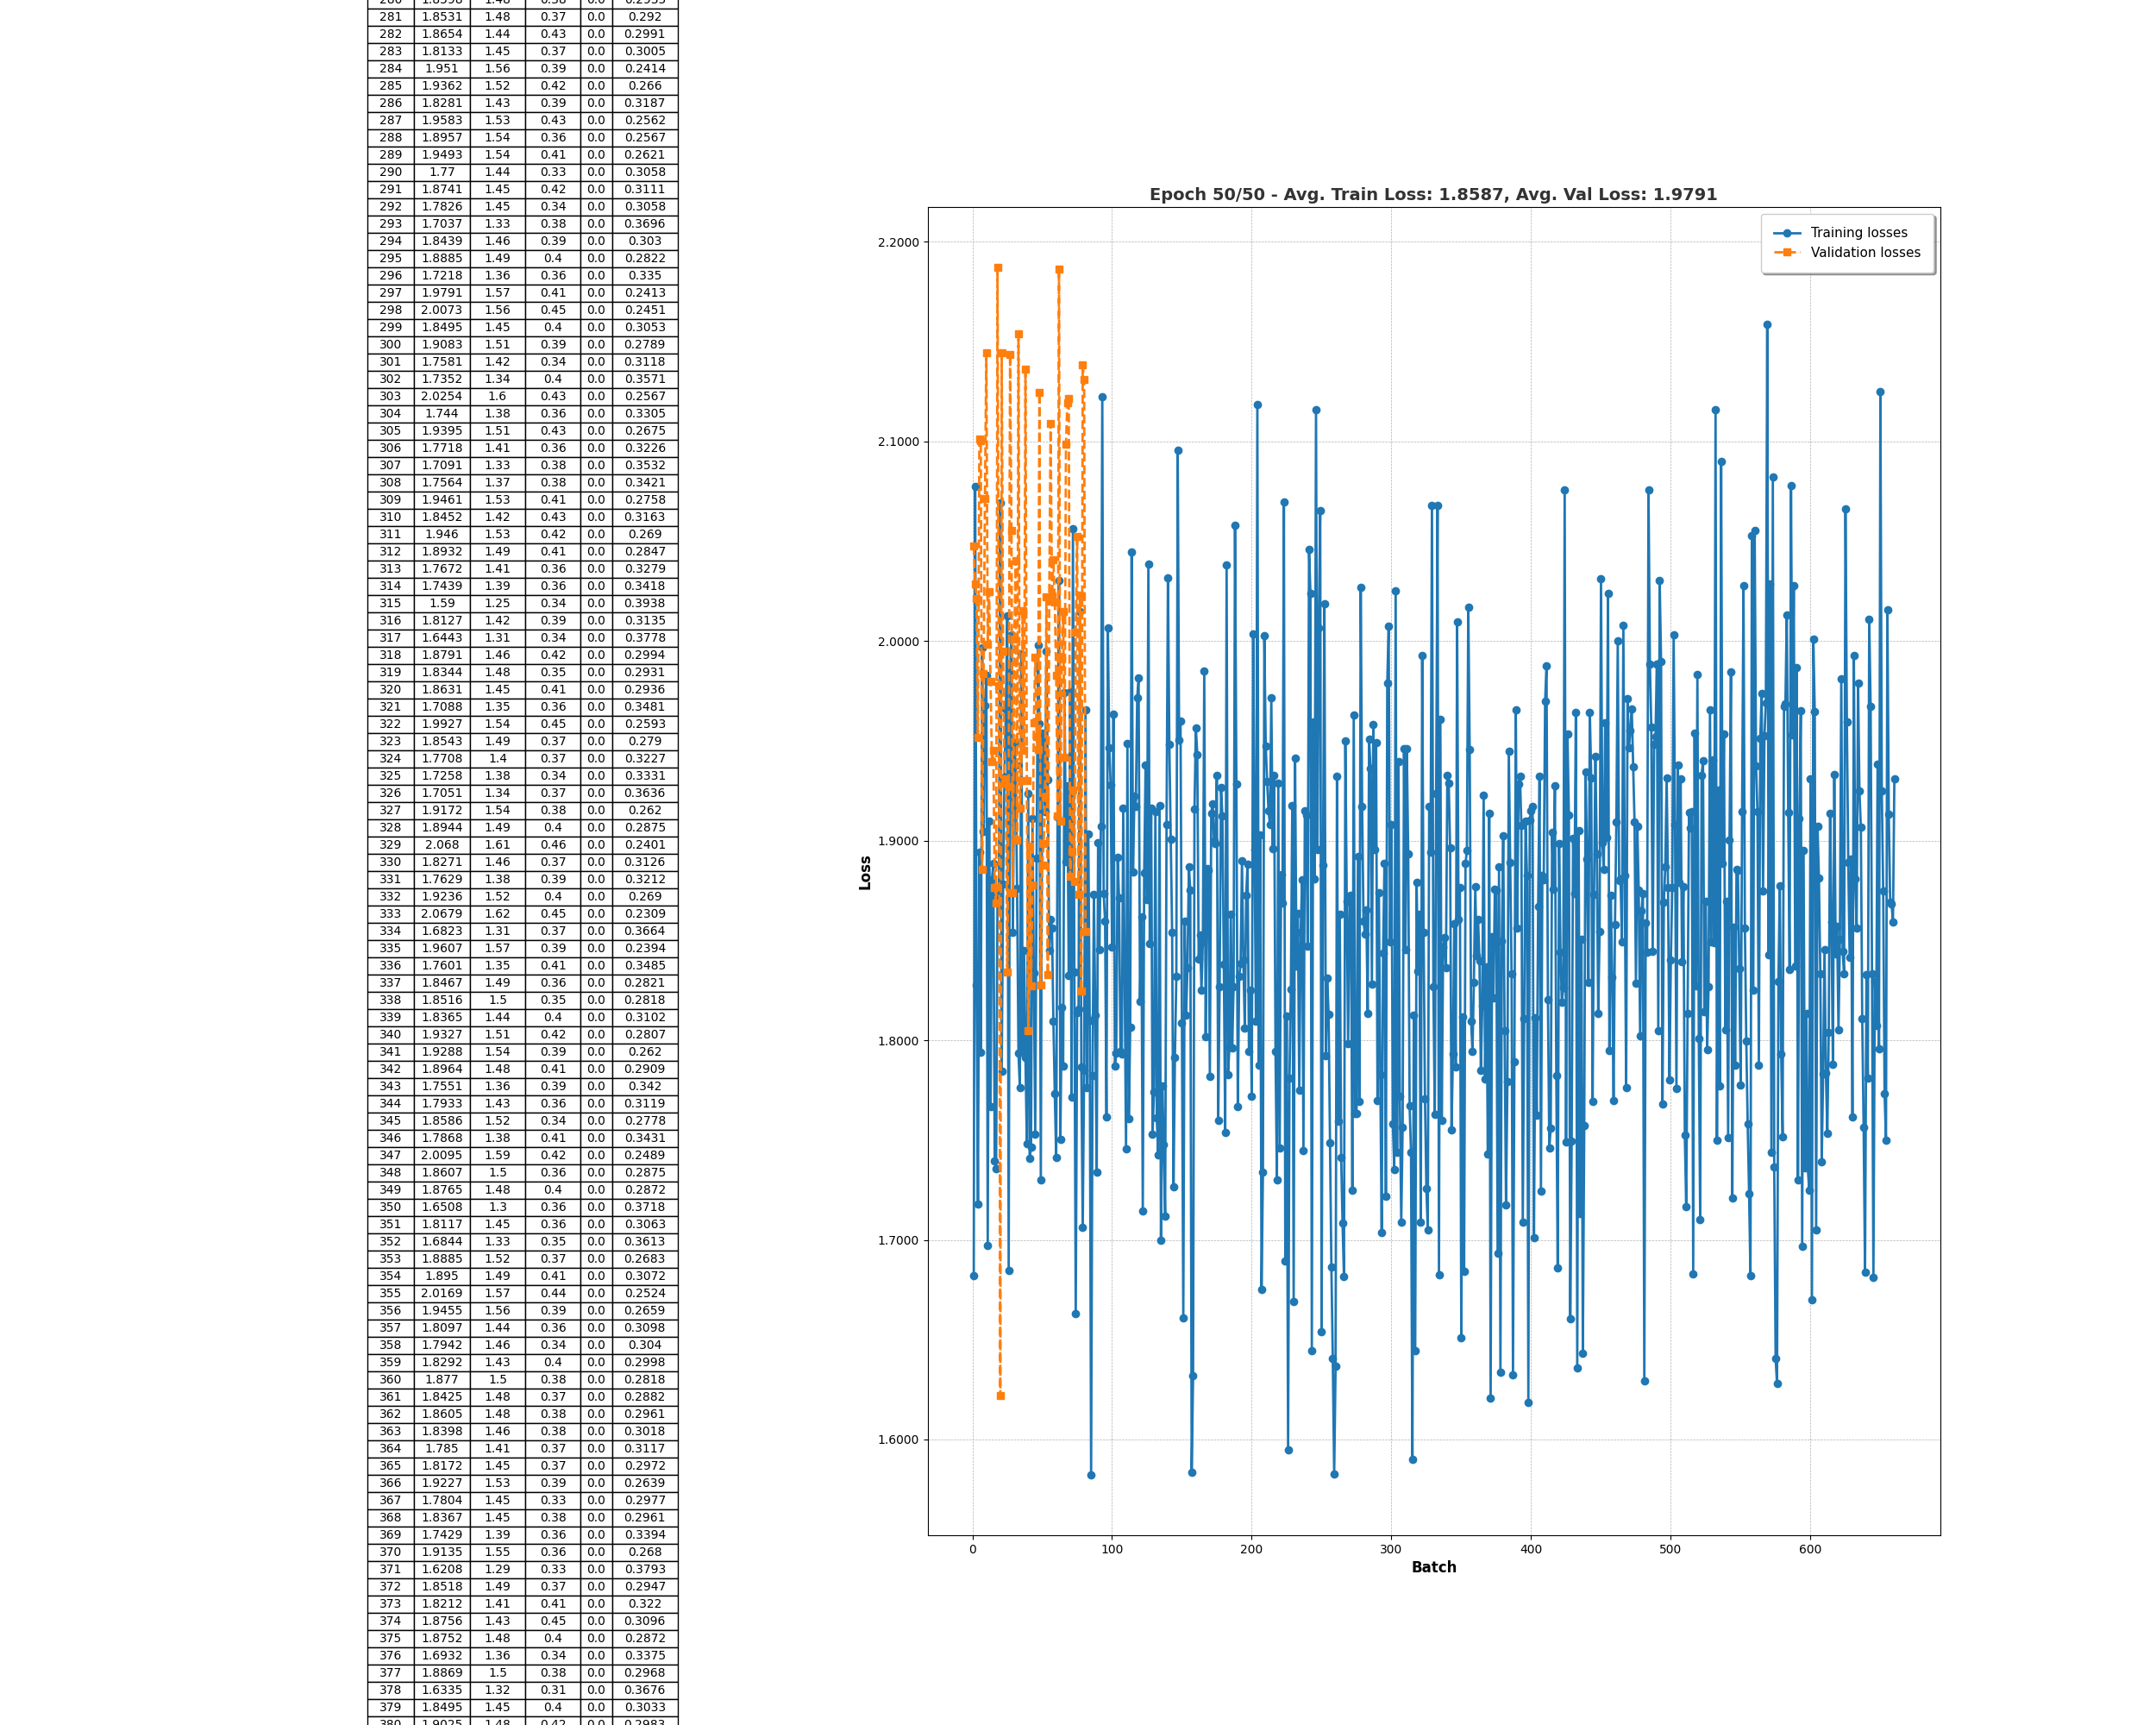 281 1.8531 1.48 0.37 0.0 0.292
282 1.8654 1.44 0.43 0.0 0.2991
283 1.8133 1.45 0.37 0.0 0.3005
284 1.951 1.56 0.39 0.0 0.2414
285 1.9362 1.52 0.42 0.0 0.266
286 1.8281 1.43 0.39 0.0 0.3187
287 1.9583 1.53 0.43 0.0 0.2562
288 1.8957 1.54 0.36 0.0 0.2567
289 1.9493 1.54 0.41 0.0 0.2621
290 1.77 1.44 0.33 0.0 0.3058
291 1.8741 1.45 0.42 0.0 0.3111
292 1.7826 1.45 0.34 0.0 0.3058
293 1.7037 1.33 0.38 0.0 0.3696
294 1.8439 1.46 0.39 0.0 0.303
295 1.8885 1.49 0.4 0.0 0.2822
296 1.7218 1.36 0.36 0.0 0.335
297 1.9791 1.57 0.41 0.0 0.2413
298 2.0073 1.56 0.45 0.0 0.2451
299 1.8495 1.45 0.4 0.0 0.3053
300 1.9083 1.51 0.39 0.0 0.2789
301 1.7581 1.42 0.34 0.0 0.3118
302 1.7352 1.34 0.4 0.0 0.3571
303 2.0254 1.6 0.43 0.0 0.2567
304 1.744 1.38 0.36 0.0 0.3305
305 1.9395 1.51 0.43 0.0 0.2675
306 1.7718 1.41 0.36 0.0 0.3226
307 1.7091 1.33 0.38 0.0 0.3532
308 1.7564 1.37 0.38 0.0 0.3421
309 1.9461 1.53 0.41 0.0 0.2758
310 1.8452 1.42 0.43 0.0 0.3163
311 1.946 1.53 0.42 0.0 0.269
312 1.8932 1.49 0.41 0.0 0.2847
313 1.7672 1.41 0.36 0.0 0.3279
314 1.7439 1.39 0.36 0.0 0.3418
315 1.59 1.25 0.34 0.0 0.3938
316 1.8127 1.42 0.39 0.0 0.3135
317 1.6443 1.31 0.34 0.0 0.3778
318 1.8791 1.46 0.42 0.0 0.2994
319 1.8344 1.48 0.35 0.0 0.2931
320 1.8631 1.45 0.41 0.0 0.2936
321 1.7088 1.35 0.36 0.0 0.3481
322 1.9927 1.54 0.45 0.0 0.2593
323 1.8543 1.49 0.37 0.0 0.279
324 1.7708 1.4 0.37 0.0 0.3227
325 1.7258 1.38 0.34 0.0 0.3331
326 1.7051 1.34 0.37 0.0 0.3636
327 1.9172 1.54 0.38 0.0 0.262
328 1.8944 1.49 0.4 0.0 0.2875
329 2.068 1.61 0.46 0.0 0.2401
330 1.8271 1.46 0.37 0.0 0.3126
331 1.7629 1.38 0.39 0.0 0.3212
332 1.9236 1.52 0.4 0.0 0.269
333 2.0679 1.62 0.45 0.0 0.2309
334 1.6823 1.31 0.37 0.0 0.3664
335 1.9607 1.57 0.39 0.0 0.2394
336 1.7601 1.35 0.41 0.0 0.3485
337 1.8467 1.49 0.36 0.0 0.2821
338 1.8516 1.5 0.35 0.0 0.2818
339 1.8365 1.44 0.4 0.0 0.3102
340 1.9327 1.51 0.42 0.0 0.2807
341 1.9288 1.54 0.39 0.0 0.262
342 1.8964 1.48 0.41 0.0 0.2909
343 1.7551 1.36 0.39 0.0 0.342
344 1.7933 1.43 0.36 0.0 0.3119
345 1.8586 1.52 0.34 0.0 0.2778
346 1.7868 1.38 0.41 0.0 0.3431
347 2.0095 1.59 0.42 0.0 0.2489
348 1.8607 1.5 0.36 0.0 0.2875
349 1.8765 1.48 0.4 0.0 0.2872
350 1.6508 1.3 0.36 0.0 0.3718
351 1.8117 1.45 0.36 0.0 0.3063
352 1.6844 1.33 0.35 0.0 0.3613
353 1.8885 1.52 0.37 0.0 0.2683
354 1.895 1.49 0.41 0.0 0.3072
355 2.0169 1.57 0.44 0.0 0.2524
356 1.9455 1.56 0.39 0.0 0.2659
357 1.8097 1.44 0.36 0.0 0.3098
358 1.7942 1.46 0.34 0.0 0.304
359 1.8292 1.43 0.4 0.0 0.2998
360 1.877 1.5 0.38 0.0 0.2818
361 1.8425 1.48 0.37 0.0 0.2882
362 1.8605 1.48 0.38 0.0 0.2961
363 1.8398 1.46 0.38 0.0 0.3018
364 1.785 1.41 0.37 0.0 0.3117
365 1.8172 1.45 0.37 0.0 0.2972
366 1.9227 1.53 0.39 0.0 0.2639
367 1.7804 1.45 0.33 0.0 0.2977
368 1.8367 1.45 0.38 0.0 0.2961
369 1.7429 1.39 0.36 0.0 0.3394
370 1.9135 1.55 0.36 0.0 0.268
371 1.6208 1.29 0.33 0.0 0.3793
372 1.8518 1.49 0.37 0.0 0.2947
373 1.8212 1.41 0.41 0.0 0.322
374 1.8756 1.43 0.45 0.0 0.3096
375 1.8752 1.48 0.4 0.0 0.2872
376 1.6932 1.36 0.34 0.0 0.3375
377 1.8869 1.5 0.38 0.0 0.2968
378 1.6335 1.32 0.31 0.0 0.3676
379 1.8495 1.45 0.4 0.0 0.3033
380 1.9025 1.48 0.42 0.0 0.2983
Epoch 50/50 - Avg. Train Loss: 1.8587, Avg. Val Loss: 1.9791
Training losses
Validation losses
2.2000
2.1000
2.0000
1.9000
1.8000
1.7000
1.6000
Loss
0 100 200 300 400 500 600
Batch